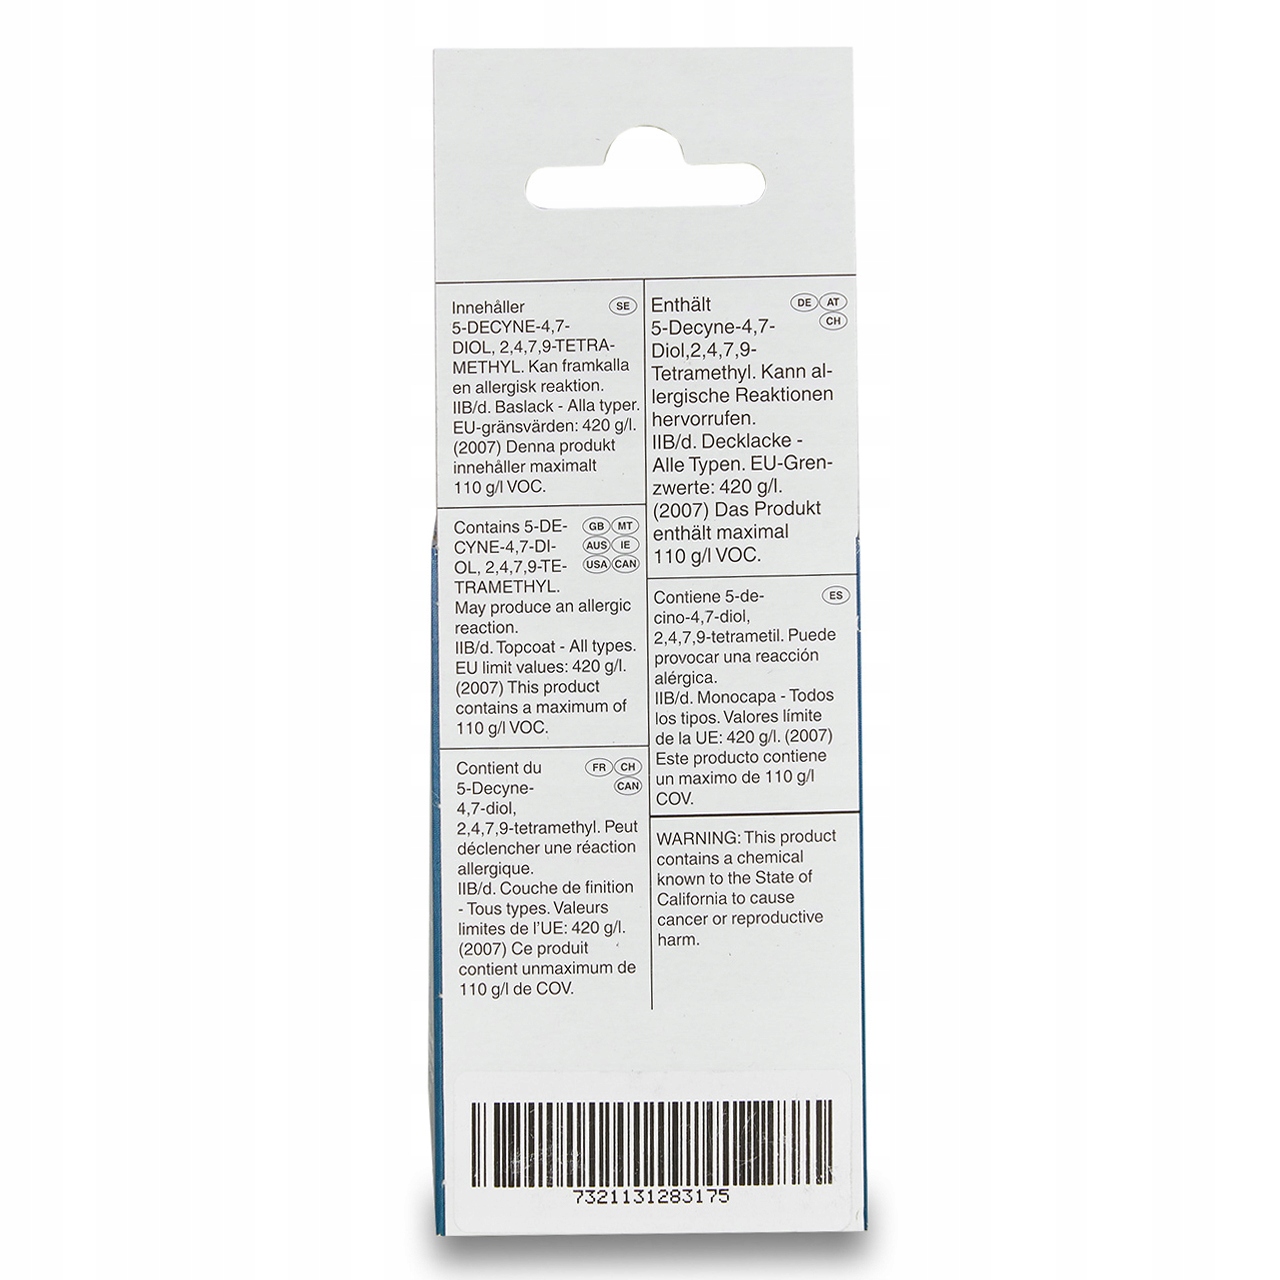 Innehåller SE
5-DECYNE-4,7-
DIOL, 2,4,7,9-TETRA-
METHYL. Kan framkalla
en allergisk reaktion.
IIB/d. Baslack - Alla typer.
EU-gränsvärden: 420 g/l.
(2007) Denna produkt
innehåller maximalt
110 g/l VOC.
Contains 5-DE- GB MT
CYNE-4,7-DI- AUS IE
OL, 2,4,7,9-TE- USA CAN
TRAMETHYL.
May produce an allergic
reaction.
IIB/d. Topcoat - All types.
EU limit values: 420 g/l.
(2007) This product
contains a maximum of
110 g/l VOC.
Contient du FR CH
5-Decyne- CAN
4,7-diol,
2,4,7,9-tetramethyl. Peut
déclencher une réaction
allergique.
IIB/d. Couche de finition
- Tous types. Valeurs
limites de l'UE: 420 g/l.
(2007) Ce produit
contient unmaximum de
110 g/l de COV.
Enthält DE AT
5-Decyne-4,7- CH
Diol,2,4,7,9-
Tetramethyl. Kann al-
lergische Reaktionen
hervorrufen.
IIB/d. Decklacke -
Alle Typen. EU-Gren-
zwerte: 420 g/l.
(2007) Das Produkt
enthält maximal
110 g/l VOC.
Contiene 5-de- ES
cino-4,7-diol,
2,4,7,9-tetrametil. Puede
provocar una reacción
alérgica.
IIB/d. Monocapa - Todos
los tipos. Valores límite
de la UE: 420 g/l. (2007)
Este producto contiene
un maximo de 110 g/l
COV.
WARNING: This product
contains a chemical
known to the State of
California to cause
cancer or reproductive
harm.
7321131283175